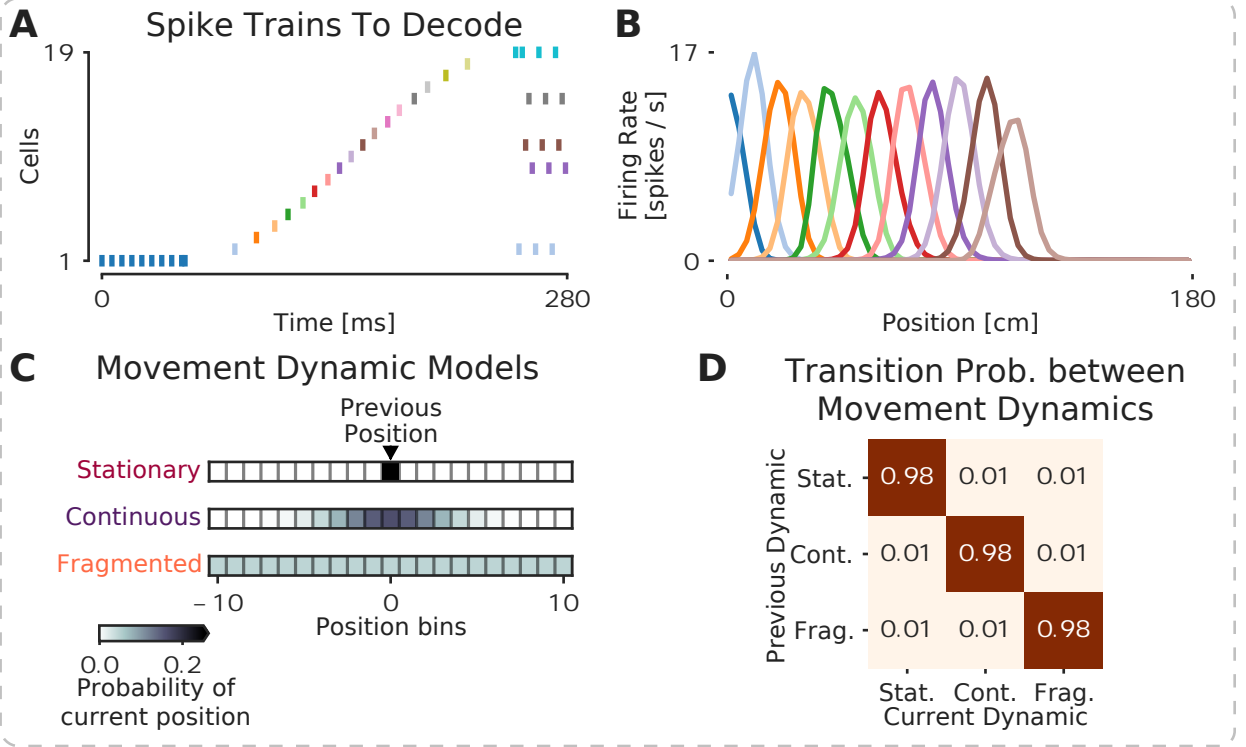 A
Spike Trains To Decode
19
Cells
1
0
280
Time [ms]
B
17
Firing Rate
[spikes / s]
0
0
180
Position [cm]
C
Movement Dynamic Models
Previous
Position
Stationary
Continuous
Fragmented
–10
0
10
Position bins
0.0
0.2
Probability of
current position
D
Transition Prob. between
Movement Dynamics
Previous Dynamic
Stat.
0.98
0.01
0.01
Cont.
0.01
0.98
0.01
Frag.
0.01
0.01
0.98
Stat.
Cont.
Frag.
Current Dynamic